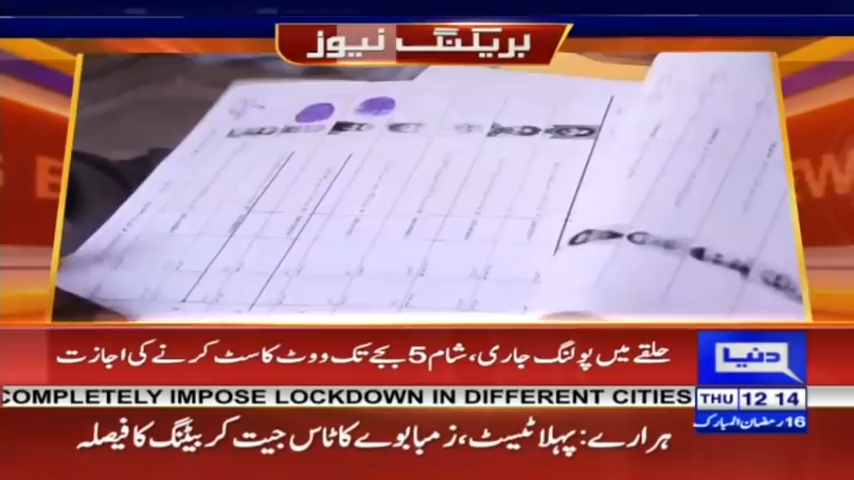 بریکنگ نیوز
حلقے میں پولنگ جاری، شام 5 بجے تک ووٹ کاسٹ کرنے کی اجازت
دنیا
COMPLETELY IMPOSE LOCKDOWN IN DIFFERENT CITIES
THU 12 14
16 رمضان المبارک
ہرارے: پہلا ٹیسٹ، زمبابوے کا ٹاس جیت کر بیٹنگ کا فیصلہ